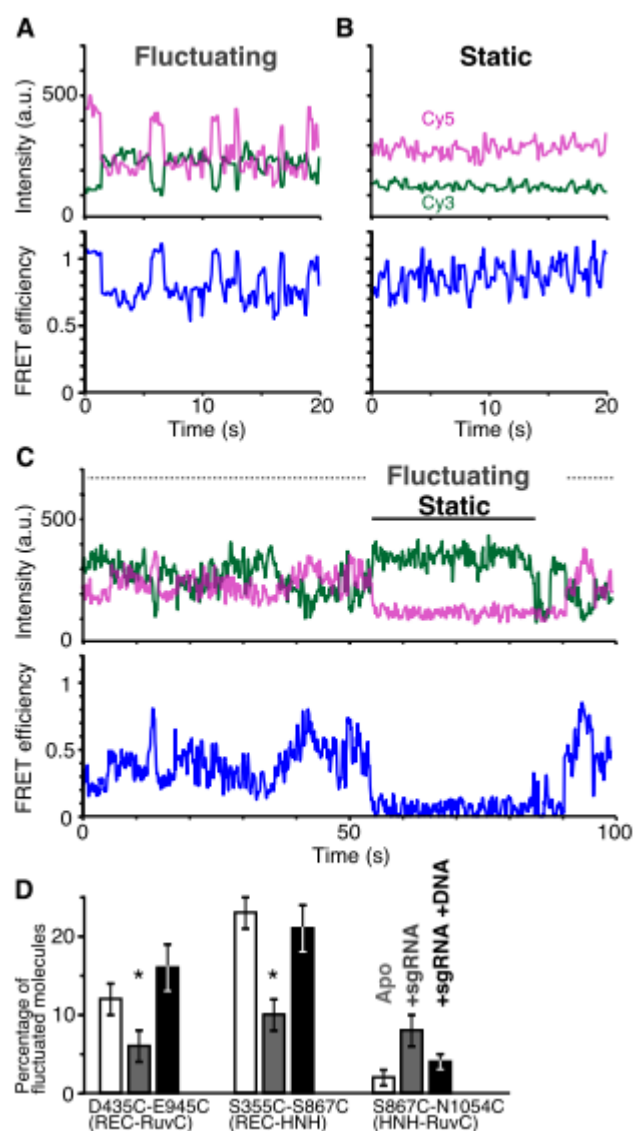 A
B
Fluctuating
Static
Intensity (a.u.)
500
0
Cy5
Cy3
FRET efficiency
1
0.5
0
0
10
20
0
10
20
Time (s)
Time (s)
C
Fluctuating
Static
Intensity (a.u.)
500
0
FRET efficiency
1
0.5
0
0
50
100
Time (s)
D
Percentage of
fluctuated molecules
20
10
0
*
*
Apo
+sgRNA
+sgRNA +DNA
D435C-E945C
(REC-RuvC)
S355C-S867C
(REC-HNH)
S867C-N1054C
(HNH-RuvC)